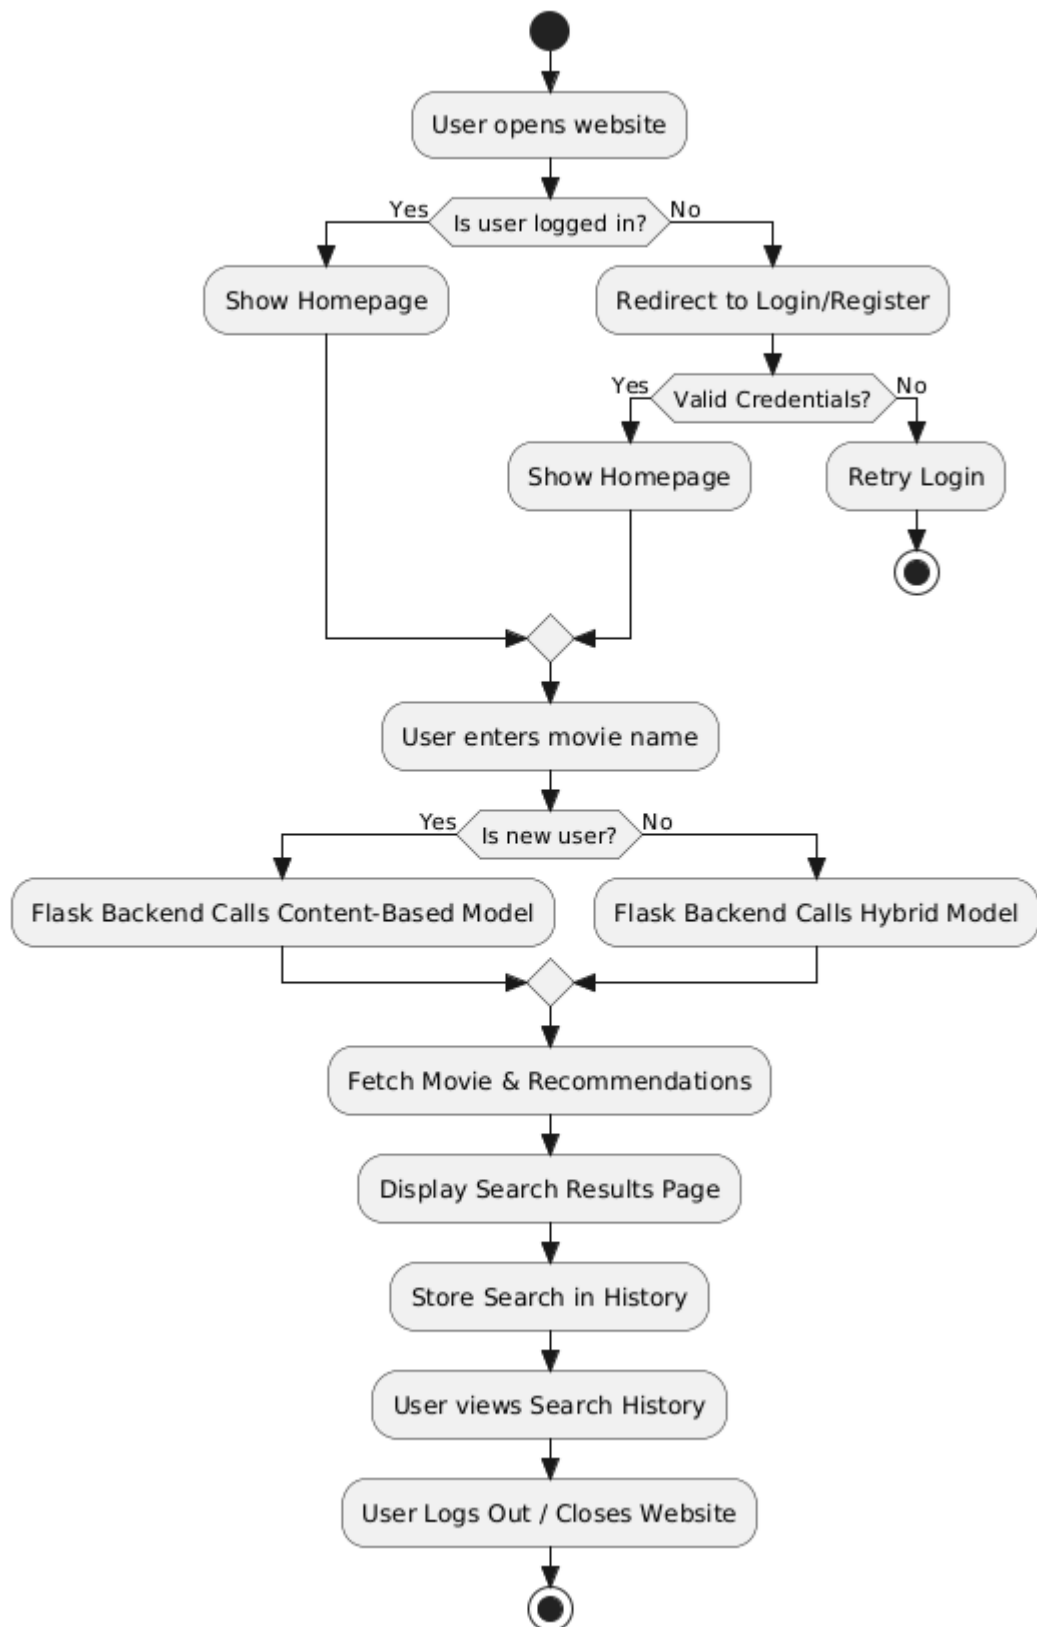 User opens website
Yes
Is user logged in?
No
Show Homepage
Redirect to Login/Register
Yes
Valid Credentials?
No
Show Homepage
Retry Login
User enters movie name
Yes
Is new user?
No
Flask Backend Calls Content-Based Model
Flask Backend Calls Hybrid Model
Fetch Movie & Recommendations
Display Search Results Page
Store Search in History
User views Search History
User Logs Out / Closes Website